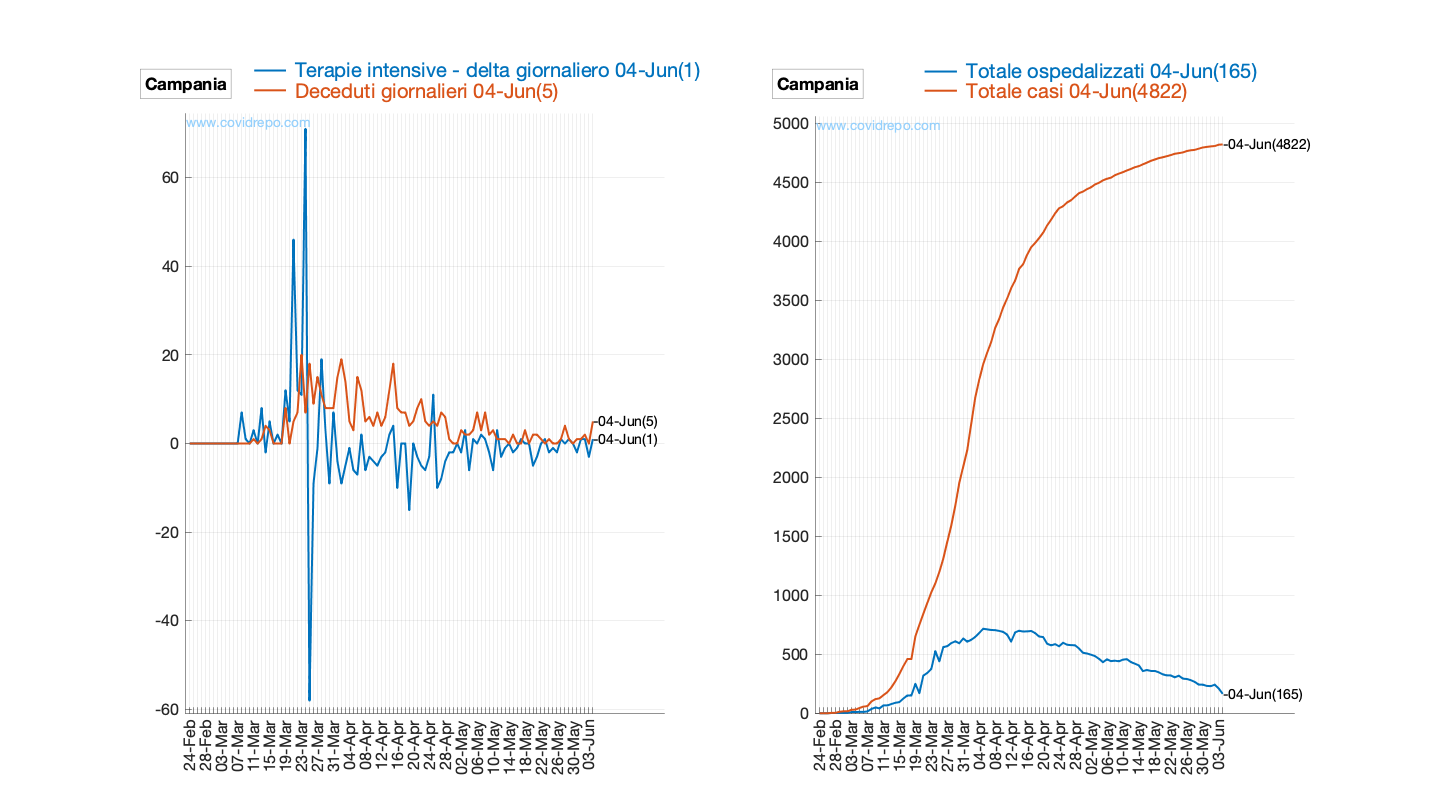 Campania
Terapie intensive - delta giornaliero 04-Jun(1)
Deceduti giornalieri 04-Jun(5)
www.covidrepo.com
60
40
20
0
-20
-40
-60
-04-Jun(5)
-04-Jun(1)
24-Feb
28-Feb
03-Mar
07-Mar
11-Mar
15-Mar
19-Mar
23-Mar
27-Mar
31-Mar
04-Apr
08-Apr
12-Apr
16-Apr
20-Apr
24-Apr
28-Apr
02-May
06-May
10-May
14-May
18-May
22-May
26-May
30-May
03-Jun
Campania
Totale ospedalizzati 04-Jun(165)
Totale casi 04-Jun(4822)
www.covidrepo.com
5000
4500
4000
3500
3000
2500
2000
1500
1000
500
0
-04-Jun(4822)
-04-Jun(165)
24-Feb
28-Feb
03-Mar
07-Mar
11-Mar
15-Mar
19-Mar
23-Mar
27-Mar
31-Mar
04-Apr
08-Apr
12-Apr
16-Apr
20-Apr
24-Apr
28-Apr
02-May
06-May
10-May
14-May
18-May
22-May
26-May
30-May
03-Jun